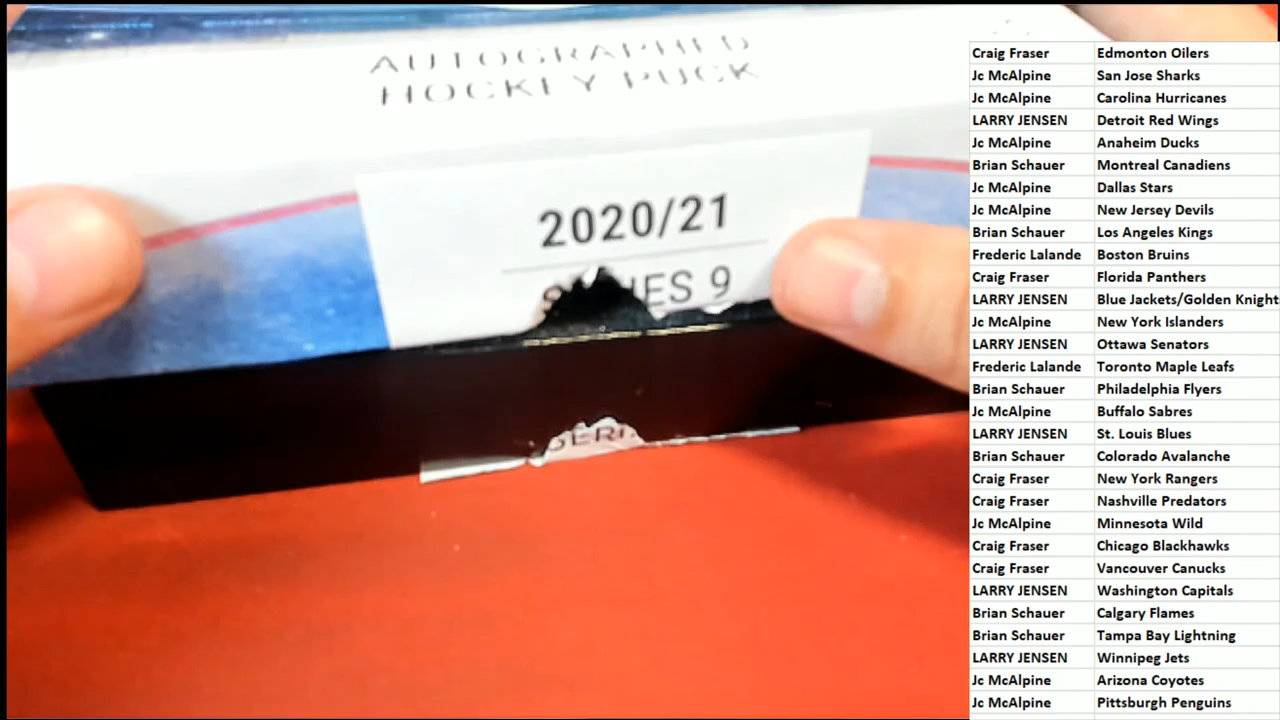 AUTOGRAPHED
HOCKEY PUCK
2020/21
SERIES 9
SERI
Craig Fraser Edmonton Oilers
Jc McAlpine San Jose Sharks
Jc McAlpine Carolina Hurricanes
LARRY JENSEN Detroit Red Wings
Jc McAlpine Anaheim Ducks
Brian Schauer Montreal Canadiens
Jc McAlpine Dallas Stars
Jc McAlpine New Jersey Devils
Brian Schauer Los Angeles Kings
Frederic Lalande Boston Bruins
Craig Fraser Florida Panthers
LARRY JENSEN Blue Jackets/Golden Knight
Jc McAlpine New York Islanders
LARRY JENSEN Ottawa Senators
Frederic Lalande Toronto Maple Leafs
Brian Schauer Philadelphia Flyers
Jc McAlpine Buffalo Sabres
LARRY JENSEN St. Louis Blues
Brian Schauer Colorado Avalanche
Craig Fraser New York Rangers
Craig Fraser Nashville Predators
Jc McAlpine Minnesota Wild
Craig Fraser Chicago Blackhawks
Craig Fraser Vancouver Canucks
LARRY JENSEN Washington Capitals
Brian Schauer Calgary Flames
Brian Schauer Tampa Bay Lightning
LARRY JENSEN Winnipeg Jets
Jc McAlpine Arizona Coyotes
Jc McAlpine Pittsburgh Penguins